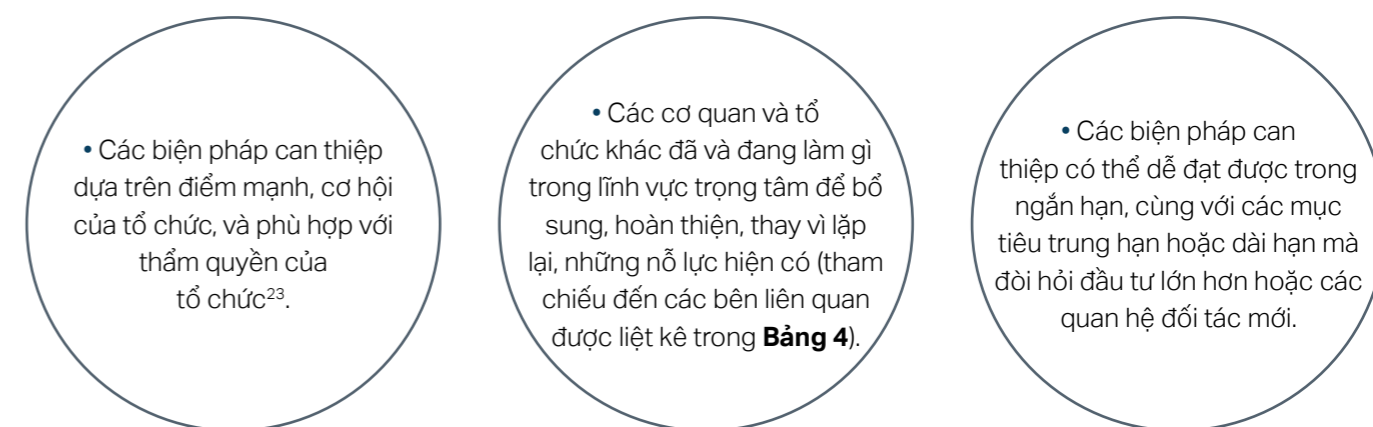 • Các biện pháp can thiệp
dựa trên điểm mạnh, cơ hội
của tổ chức, và phù hợp với
thẩm quyền của
tổ chức²³.
• Các cơ quan và tổ
chức khác đã và đang làm gì
trong lĩnh vực trọng tâm để bổ
sung, hoàn thiện, thay vì lặp
lại, những nỗ lực hiện có (tham
chiếu đến các bên liên quan
được liệt kê trong Bảng 4).
• Các biện pháp can
thiệp có thể dễ đạt được trong
ngắn hạn, cùng với các mục
tiêu trung hạn hoặc dài hạn mà
đòi hỏi đầu tư lớn hơn hoặc các
quan hệ đối tác mới.